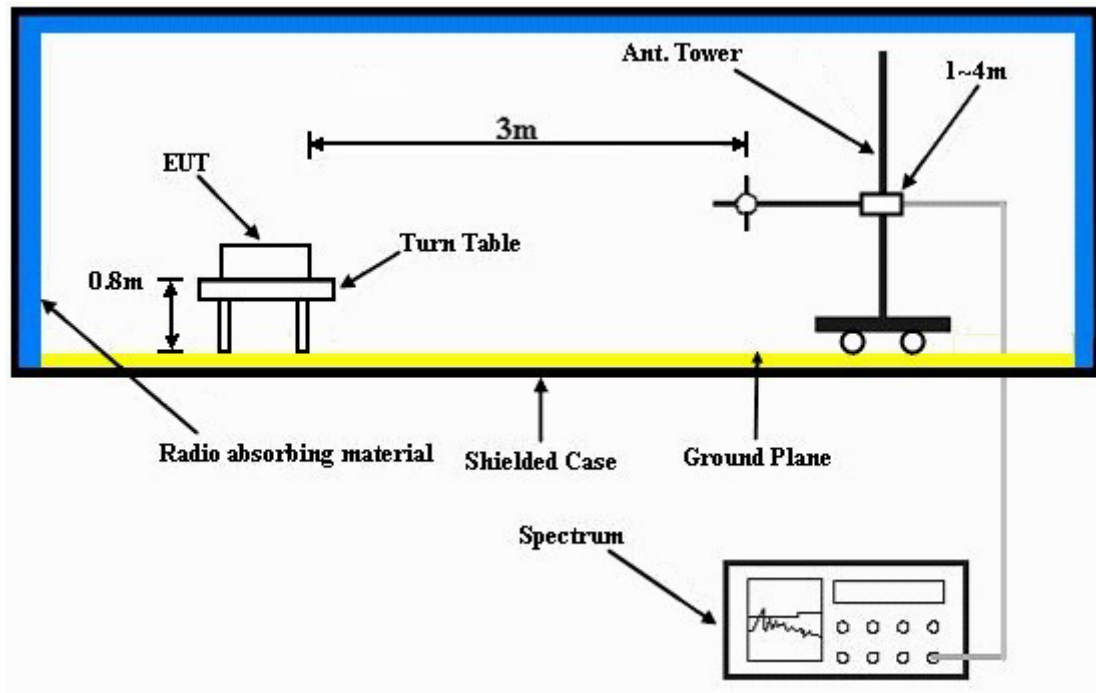 Ant. Tower
1~4m
3m
EUT
Turn Table
0.8m
Radio absorbing material
Shielded Case
Ground Plane
Spectrum